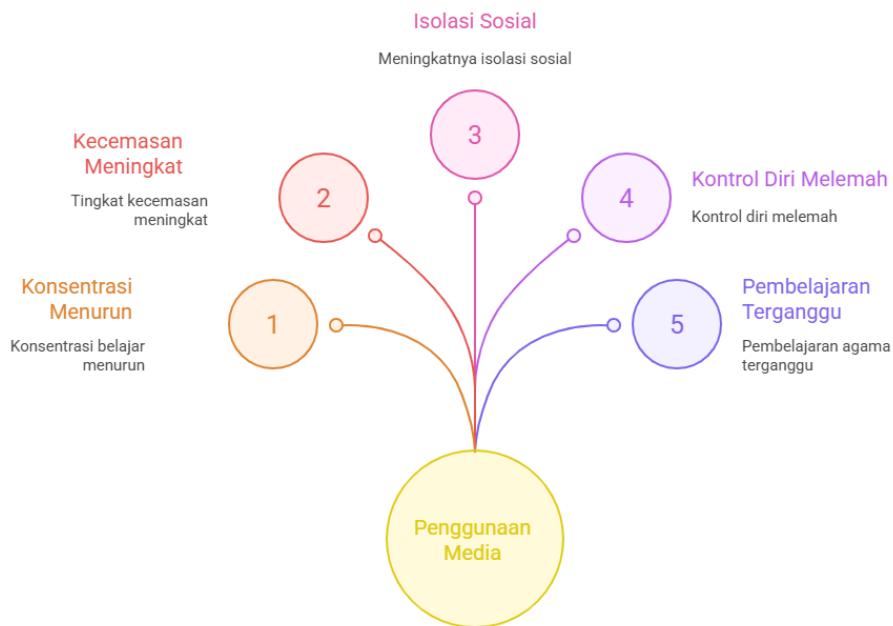 Isolasi Sosial
Meningkatnya isolasi sosial
3
Kecemasan
Meningkat
Tingkat kecemasan
meningkat
2
4
Kontrol Diri Melemah
Kontrol diri melemah
Konsentrasi
Menurun
Konsentrasi belajar
menurun
1
5
Pembelajaran
Terganggu
Pembelajaran agama
terganggu
Penggunaan
Media